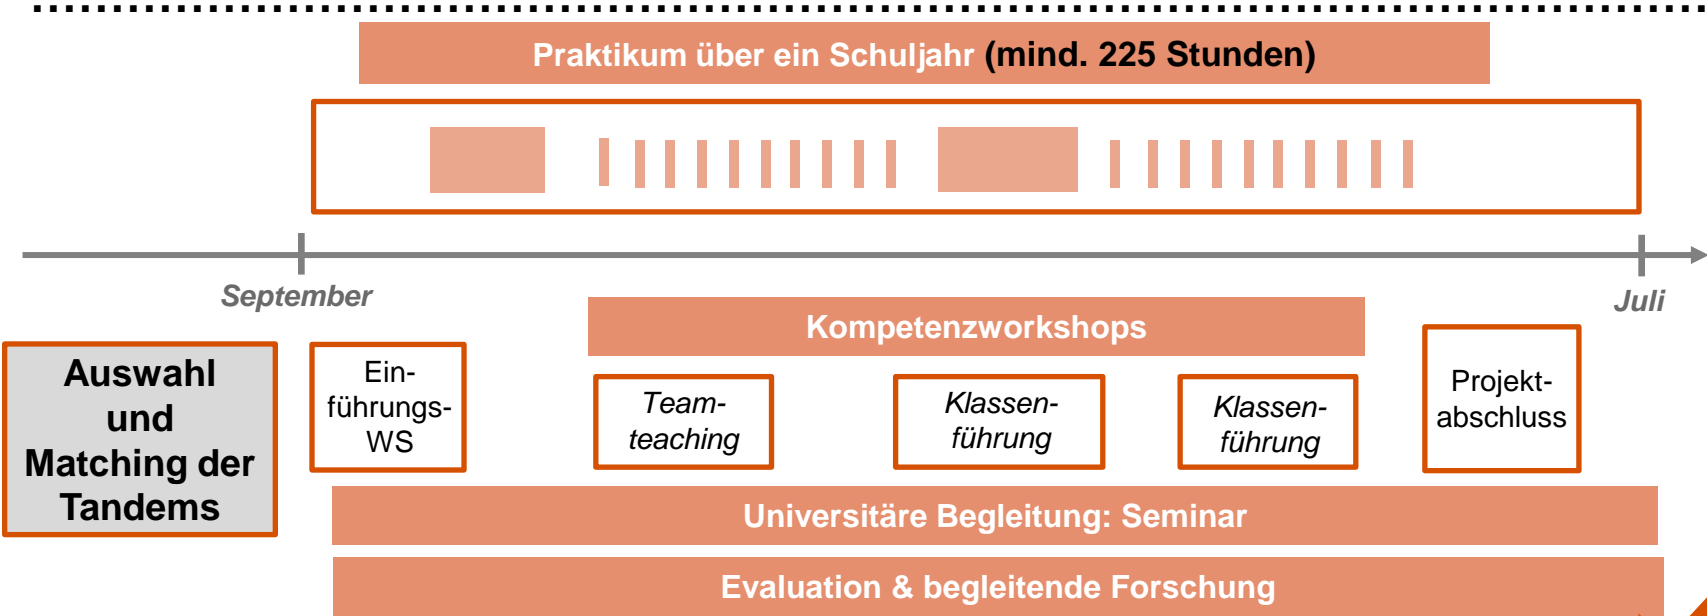 Praktikum über ein Schuljahr (mind. 225 Stunden)
September
Juli
Auswahl
und
Matching der
Tandems
Ein-
führungs-
WS
Kompetenzworkshops
Team-
teaching
Klassen-
führung
Klassen-
führung
Projekt-
abschluss
Universitäre Begleitung: Seminar
Evaluation & begleitende Forschung